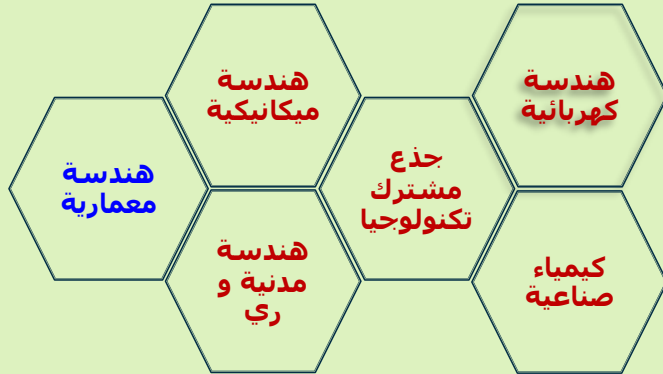 هندسة
كهربائية
هندسة
ميكانيكية
جذع
مشترك
تكنولوجيا
هندسة
معمارية
كيمياء
صناعية
هندسة
مدنية و
ري